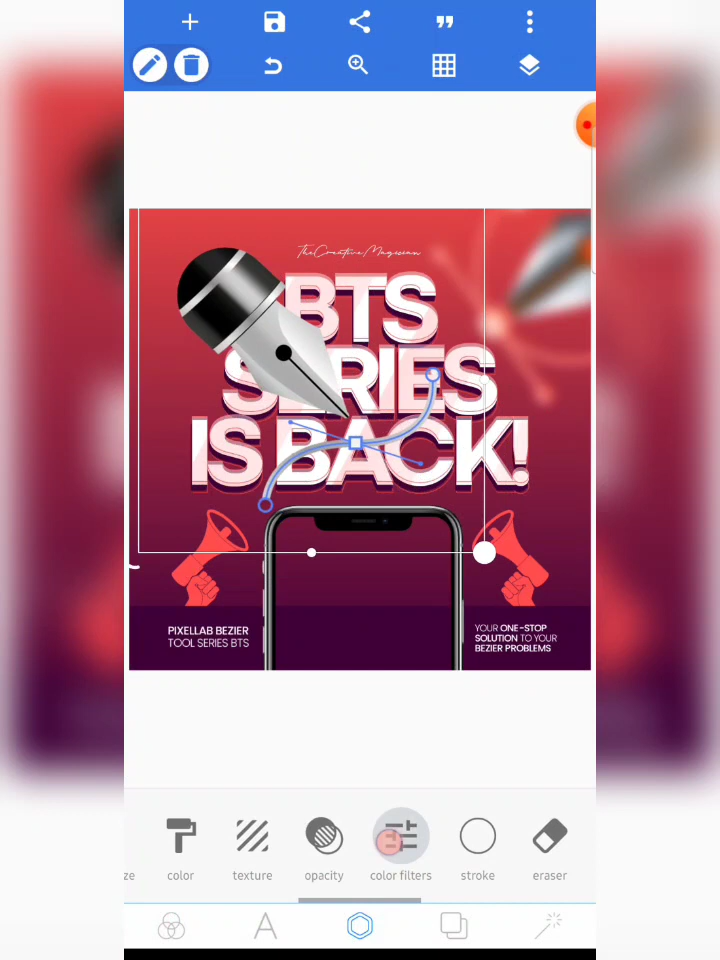 TheCreativeMagician
BTS
SERIES
IS BACK!
PIXELLAB BEZIER
TOOL SERIES BTS
YOUR ONE-STOP
SOLUTION TO YOUR
BEZIER PROBLEMS
ze
color
texture
opacity
color filters
stroke
eraser